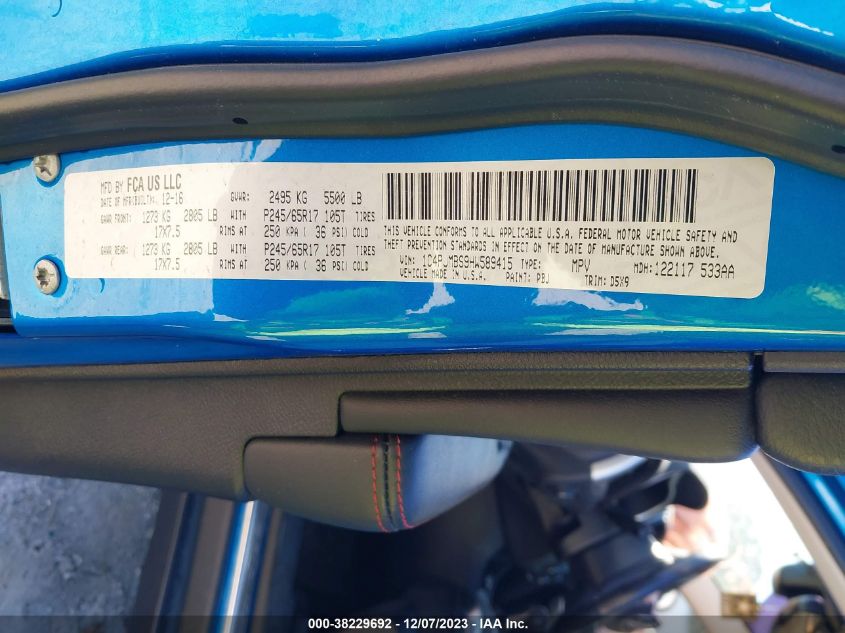 MFD BY FCA US LLC
DATE OF MFR(BUILT)... 12-16 GVWR: 2495 KG 5500 LB
GAWR FRONT: 1273 KG 2805 LB WITH P245/65R17 105T TIRES
17X7.5 RIMS AT 250 KPA ( 36 PSI) COLD
GAWR REAR: 1273 KG 2805 LB WITH P245/65R17 105T TIRES
17X7.5 RIMS AT 250 KPA ( 36 PSI) COLD
THIS VEHICLE CONFORMS TO ALL APPLICABLE U.S.A. FEDERAL MOTOR VEHICLE SAFETY AND
THEFT PREVENTION STANDARDS IN EFFECT ON THE DATE OF MANUFACTURE SHOWN ABOVE.
VIN: 1C4PJMBS9HW589415 TYPE: MPV MDH: 122117 533AA
VEHICLE MADE IN U.S.A. PAINT: PBJ TRIM: D5X9
000-38229692 - 12/07/2023 - IAA Inc.